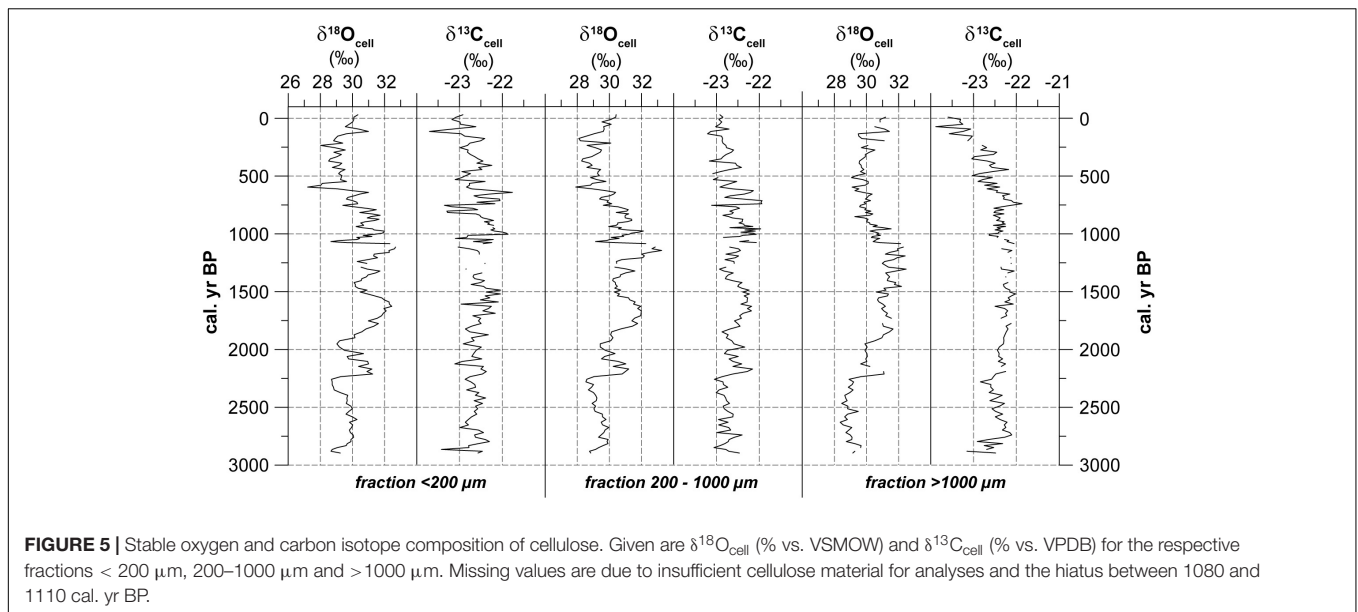 δ18Ocell δ13Ccell δ18Ocell δ13Ccell δ18Ocell δ13Ccell
(‰) (‰) (‰) (‰) (‰) (‰)
26 28 30 32 -23 -22 28 30 32 -23 -22 28 30 32 -23 -22 -21
0 0
500 500
1000 1000
1500 1500
2000 2000
2500 2500
3000 3000
cal. yr BP
cal. yr BP
fraction <200 µm fraction 200 - 1000 µm fraction >1000 µm
FIGURE 5 | Stable oxygen and carbon isotope composition of cellulose. Given are δ18Ocell (% vs. VSMOW) and δ13Ccell (% vs. VPDB) for the respective
fractions < 200 μm, 200–1000 μm and >1000 μm. Missing values are due to insufficient cellulose material for analyses and the hiatus between 1080 and
1110 cal. yr BP.